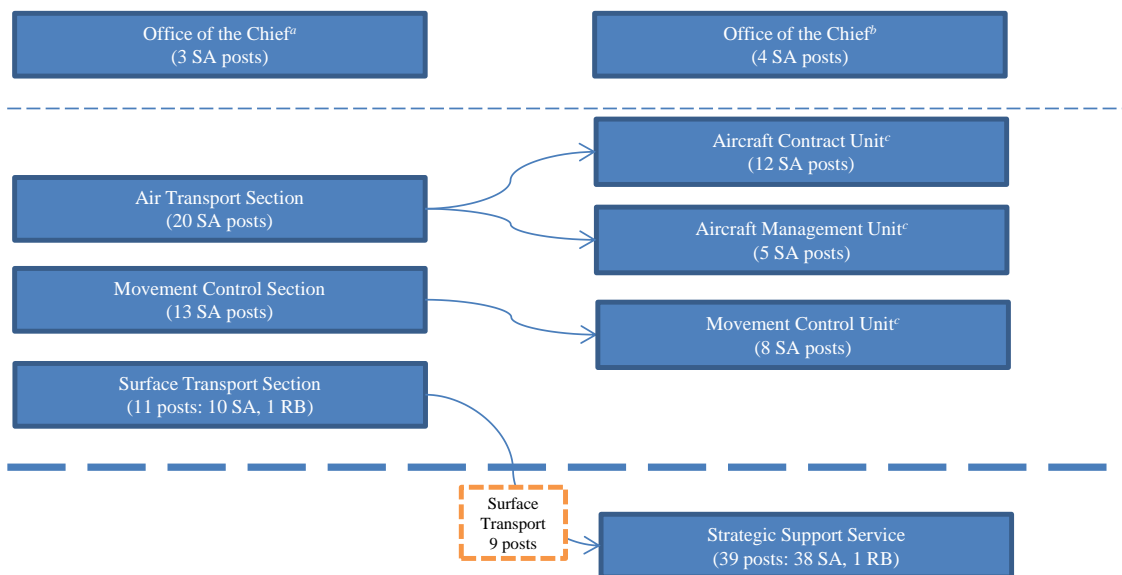 Office of the Chiefᵃ
(3 SA posts)
Office of the Chiefᵇ
(4 SA posts)
Aircraft Contract Unitᶜ
(12 SA posts)
Air Transport Section
(20 SA posts)
Aircraft Management Unitᶜ
(5 SA posts)
Movement Control Section
(13 SA posts)
Movement Control Unitᶜ
(8 SA posts)
Surface Transport Section
(11 posts: 10 SA, 1 RB)
Surface
Transport
9 posts
Strategic Support Service
(39 posts: 38 SA, 1 RB)